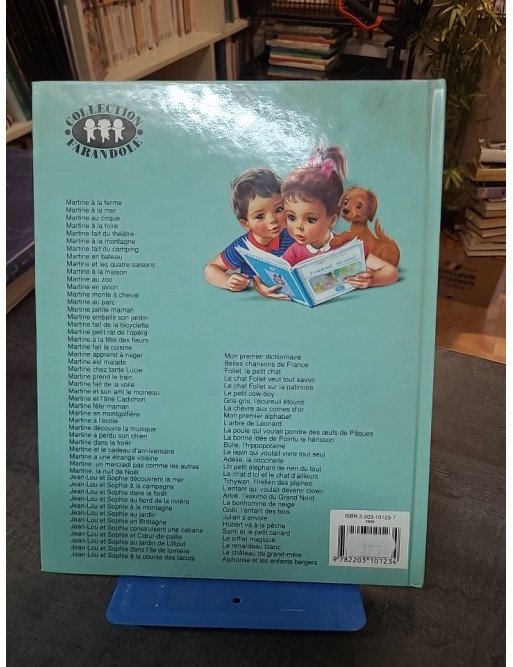 COLLECTION
FARANDOLE
Martine à la ferme
Martine à la mer
Martine au cirque
Martine à la foire
Martine fait du théâtre
Martine à la montagne
Martine fait du camping
Martine en bateau
Martine et les quatre saisons
Martine à la maison
Martine au zoo
Martine en avion
Martine monte à cheval
Martine au parc
Martine petite maman
Martine embellit son jardin
Martine fait de la bicyclette
Martine petit rat de l'opéra
Martine à la fête des fleurs
Martine fait la cuisine
Martine apprend à nager
Martine est malade
Martine chez tante Lucie
Martine prend le train
Martine fait de la voile
Martine et son ami le moineau
Martine et l'âne Cadichon
Martine fête maman
Martine en montgolfière
Martine à l'école
Martine découvre la musique
Martine a perdu son chien
Martine dans la forêt
Martine et le cadeau d'anniversaire
Martine a une étrange voisine
Martine, un mercredi pas comme les autres
Martine, la nuit de Noël
Jean-Lou et Sophie découvrent la mer
Jean-Lou et Sophie à la campagne
Jean-Lou et Sophie dans la forêt
Jean-Lou et Sophie au bord de la rivière
Jean-Lou et Sophie à la montagne
Jean-Lou et Sophie au jardin
Jean-Lou et Sophie en Bretagne
Jean-Lou et Sophie construisent une cabane
Jean-Lou et Sophie et Cœur-de-paille
Jean-Lou et Sophie au jardin de Lilliput
Jean-Lou et Sophie dans l'île de lumière
Jean-Lou et Sophie à la course des tacots
Mon premier dictionnaire
Belles chansons de France
Follet, le petit chat
Le chat Follet veut tout savoir
Le chat Follet sur la patinoire
Le petit cow-boy
Gris-gris, l'écureuil étourdi
La chèvre aux cornes d'or
Mon premier alphabet
L'arbre de Léonard
La poule qui voulait pondre des œufs de Pâques
La bonne idée de Pointu le hérisson
Bulle, l'hippopotame
Le lapin qui voulait vivre tout seul
Adélie, la coccinelle
Un petit éléphant de rien du tout
Le chat d'ici et le chat d'ailleurs
Tchywan, l'Indien des plaines
L'enfant qui voulait devenir clown
Arlok, l'eskimo du Grand Nord
Le bonhomme de neige
Gobi, l'enfant des bois
Julien s'envole
Hubert va à la pêche
Sami et le petit canard
Le sifflet magique
Le renardeau blanc
Le château de grand-mère
Alphonse et les enfants bergers
ISBN 2-203-10123-7
9 782203 101234